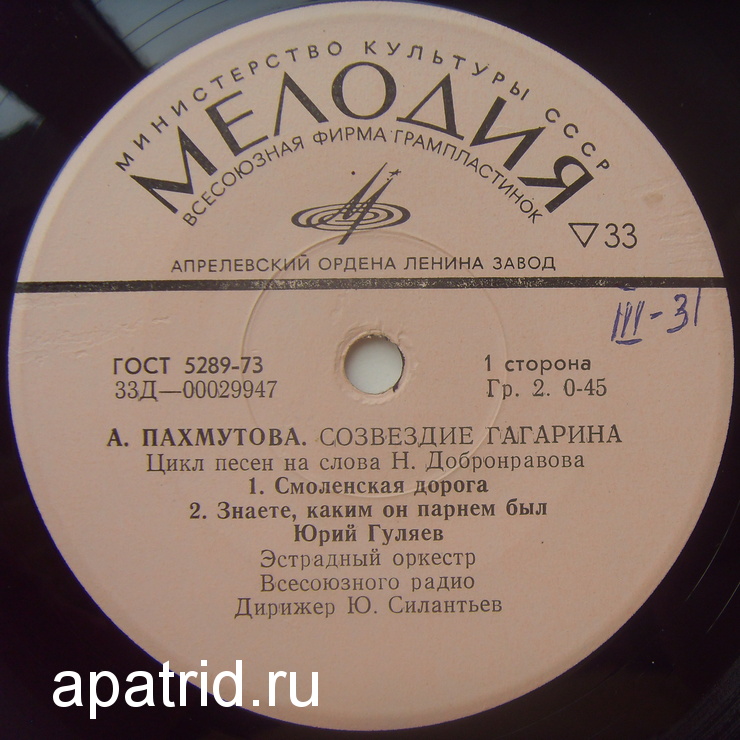 МИНИСТЕРСТВО КУЛЬТУРЫ СССР
МЕЛОДИЯ
ВСЕСОЮЗНАЯ ФИРМА ГРАМПЛАСТИНОК
▽33
АПРЕЛЕВСКИЙ ОРДЕНА ЛЕНИНА ЗАВОД
III-31
ГОСТ 5289-73
1 сторона
33Д—00029947
Гр. 2. 0-45
А. ПАХМУТОВА. СОЗВЕЗДИЕ ГАГАРИНА
Цикл песен на слова Н. Добронравова
1. Смоленская дорога
2. Знаете, каким он парнем был
Юрий Гуляев
Эстрадный оркестр
Всесоюзного радио
Дирижер Ю. Силантьев
apatrid.ru